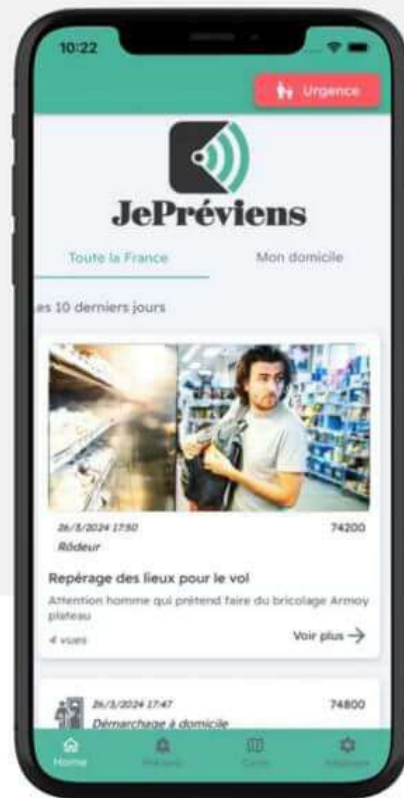 10:22
Urgence
JePréviens
Toute la France
Mon domicile
es 10 derniers jours
26/3/2024 17:50
74200
Rôdeur
Repérage des lieux pour le vol
Attention homme qui prétend faire du bricolage Armoy
plateau
4 vues
Voir plus
26/3/2024 17:47
74800
Démarchage à domicile
Home